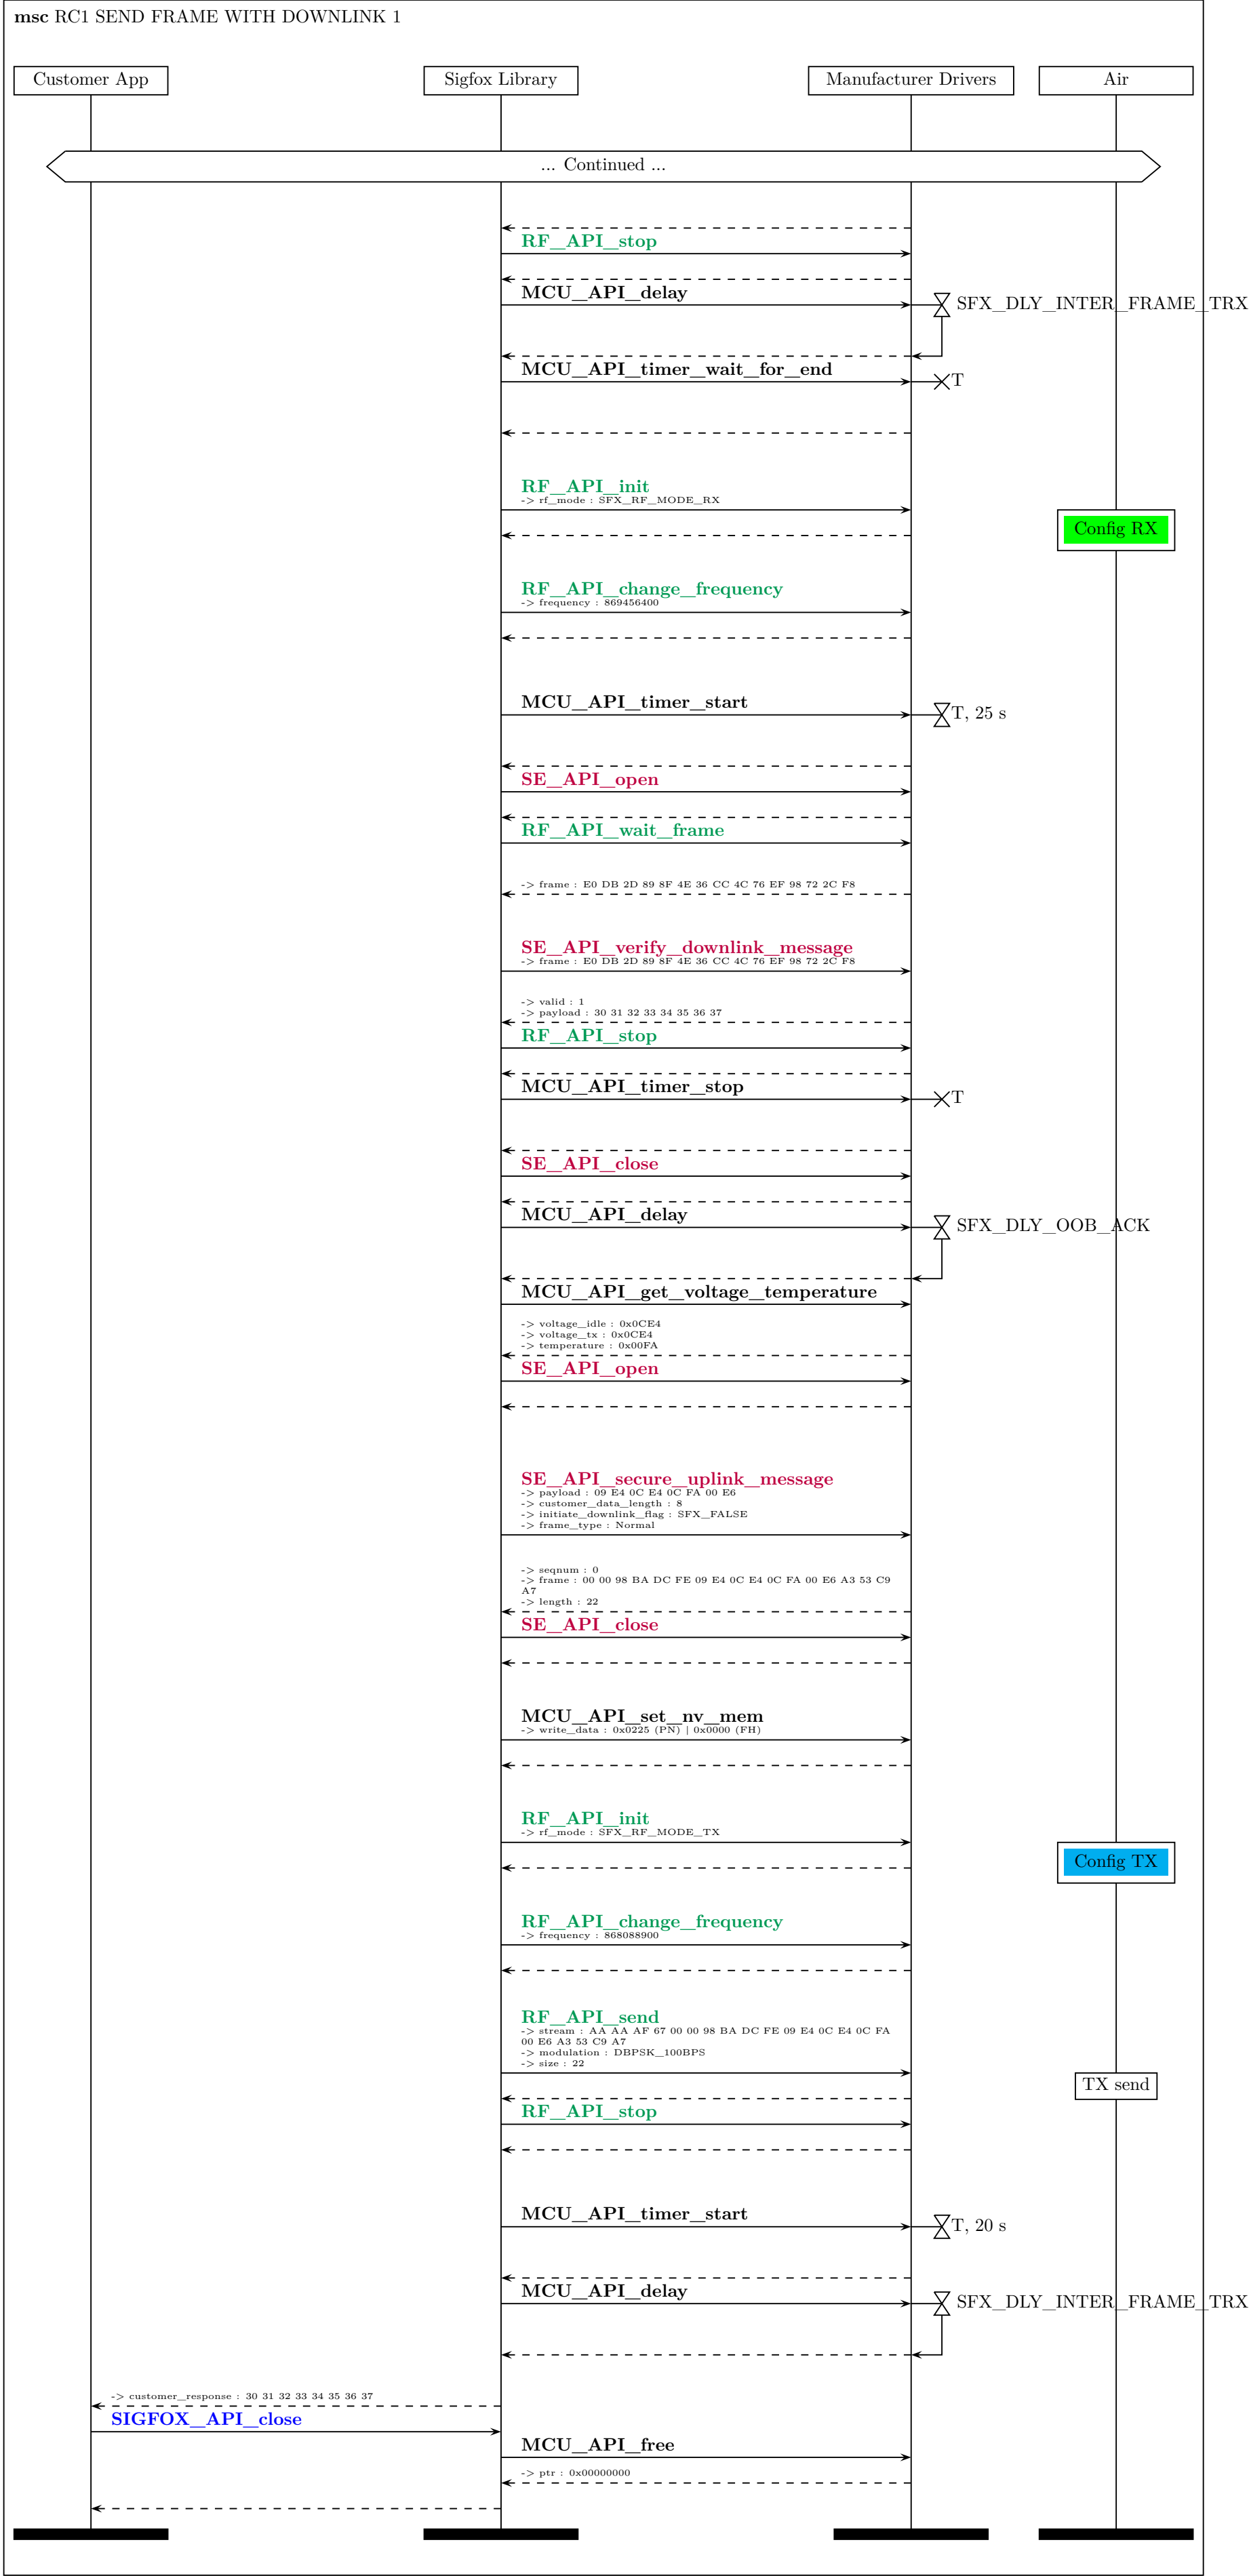 msc RC1 SEND FRAME WITH DOWNLINK 1
Customer App
Sigfox Library
Manufacturer Drivers
Air
... Continued ...
RF_API_stop
MCU_API_delay
SFX_DLY_INTER_FRAME_TRX
MCU_API_timer_wait_for_end
T
RF_API_init
-> rf_mode : SFX_RF_MODE_RX
Config RX
RF_API_change_frequency
-> frequency : 869456400
MCU_API_timer_start
T, 25 s
SE_API_open
RF_API_wait_frame
-> frame : E0 DB 2D 89 8F 4E 36 CC 4C 76 EF 98 72 2C F8
SE_API_verify_downlink_message
-> frame : E0 DB 2D 89 8F 4E 36 CC 4C 76 EF 98 72 2C F8
-> valid : 1
-> payload : 30 31 32 33 34 35 36 37
RF_API_stop
MCU_API_timer_stop
T
SE_API_close
MCU_API_delay
SFX_DLY_OOB_ACK
MCU_API_get_voltage_temperature
-> voltage_idle : 0x0CE4
-> voltage_tx : 0x0CE4
-> temperature : 0x00FA
SE_API_open
SE_API_secure_uplink_message
-> payload : 09 E4 0C E4 0C FA 00 E6
-> customer_data_length : 8
-> initiate_downlink_flag : SFX_FALSE
-> frame_type : Normal
-> seqnum : 0
-> frame : 00 00 98 BA DC FE 09 E4 0C E4 0C FA 00 E6 A3 53 C9
A7
-> length : 22
SE_API_close
MCU_API_set_nv_mem
-> write_data : 0x0225 (PN) | 0x0000 (FH)
RF_API_init
-> rf_mode : SFX_RF_MODE_TX
Config TX
RF_API_change_frequency
-> frequency : 868088900
RF_API_send
-> stream : AA AA AF 67 00 00 98 BA DC FE 09 E4 0C E4 0C FA
00 E6 A3 53 C9 A7
-> modulation : DBPSK_100BPS
-> size : 22
TX send
RF_API_stop
MCU_API_timer_start
T, 20 s
MCU_API_delay
SFX_DLY_INTER_FRAME_TRX
-> customer_response : 30 31 32 33 34 35 36 37
SIGFOX_API_close
MCU_API_free
-> ptr : 0x00000000